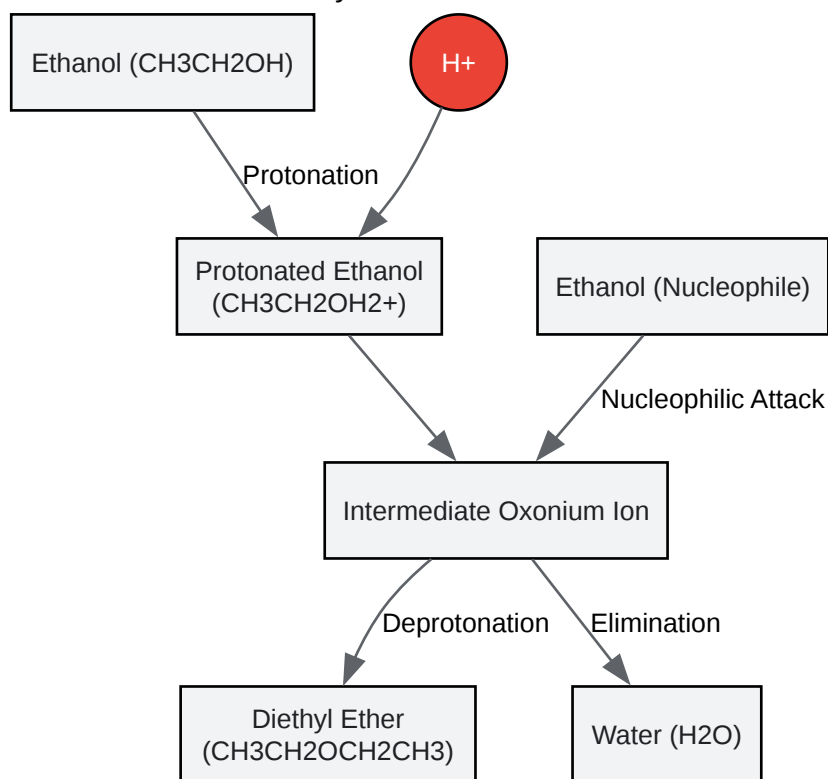 Ethanol (CH3CH2OH)
H+
Protonation
Protonated Ethanol
(CH3CH2OH2+)
Ethanol (Nucleophile)
Nucleophilic Attack
Intermediate Oxonium Ion
Deprotonation
Elimination
Diethyl Ether
(CH3CH2OCH2CH3)
Water (H2O)